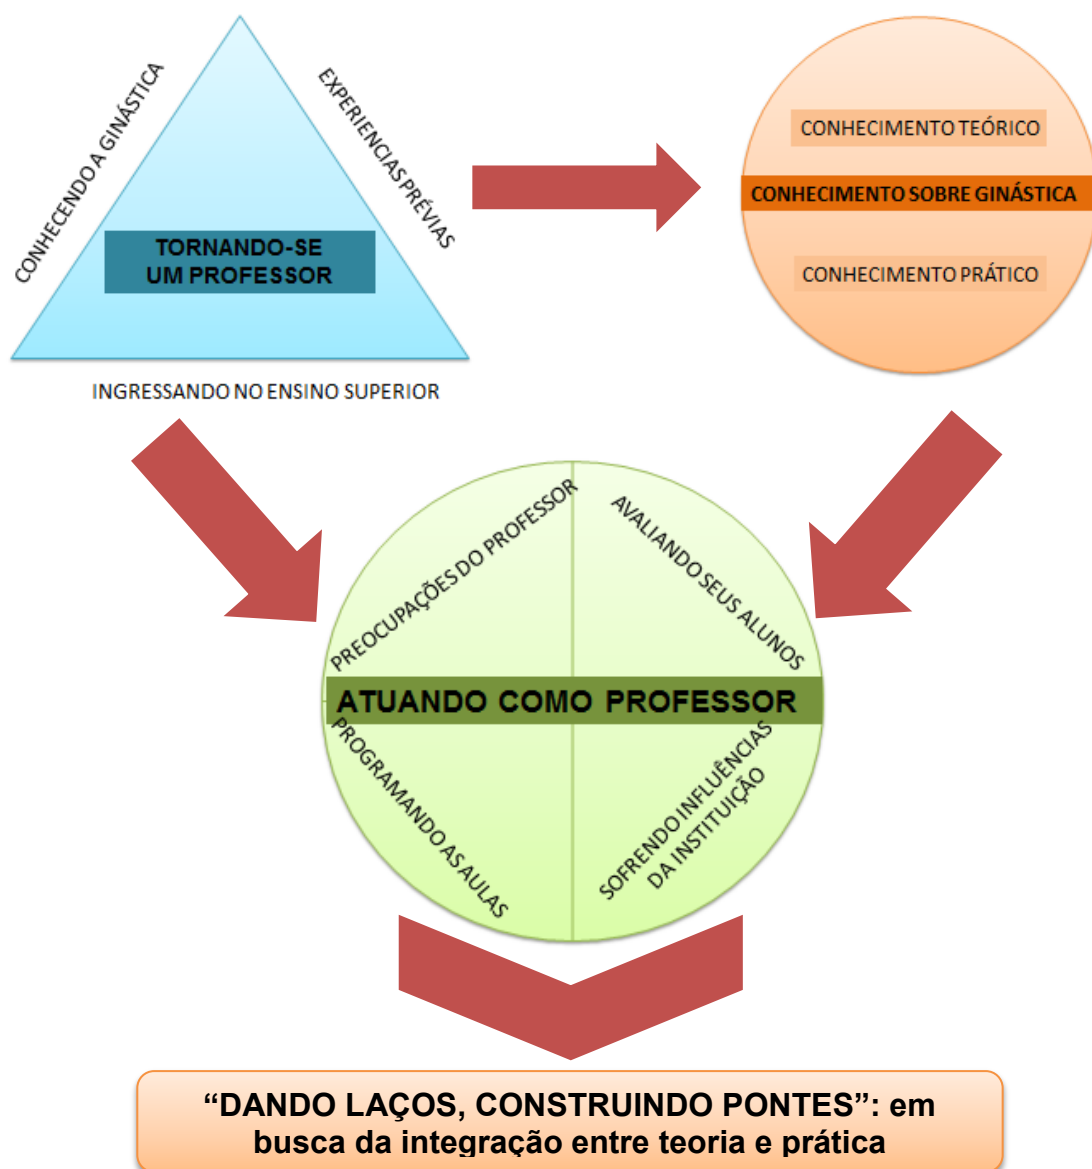 CONHECENDO A GINÁSTICA
EXPERIENCIAS PRÉVIAS
TORNANDO-SE
UM PROFESSOR
INGRESSANDO NO ENSINO SUPERIOR
CONHECIMENTO TEÓRICO
CONHECIMENTO SOBRE GINÁSTICA
CONHECIMENTO PRÁTICO
PREOCUPAÇÕES DO PROFESSOR
AVALIANDO SEUS ALUNOS
ATUANDO COMO PROFESSOR
PROGRAMANDO AS AULAS
SOFRENDO INFLUÊNCIAS
DA INSTITUIÇÃO
“DANDO LAÇOS, CONSTRUINDO PONTES”: em
busca da integração entre teoria e prática